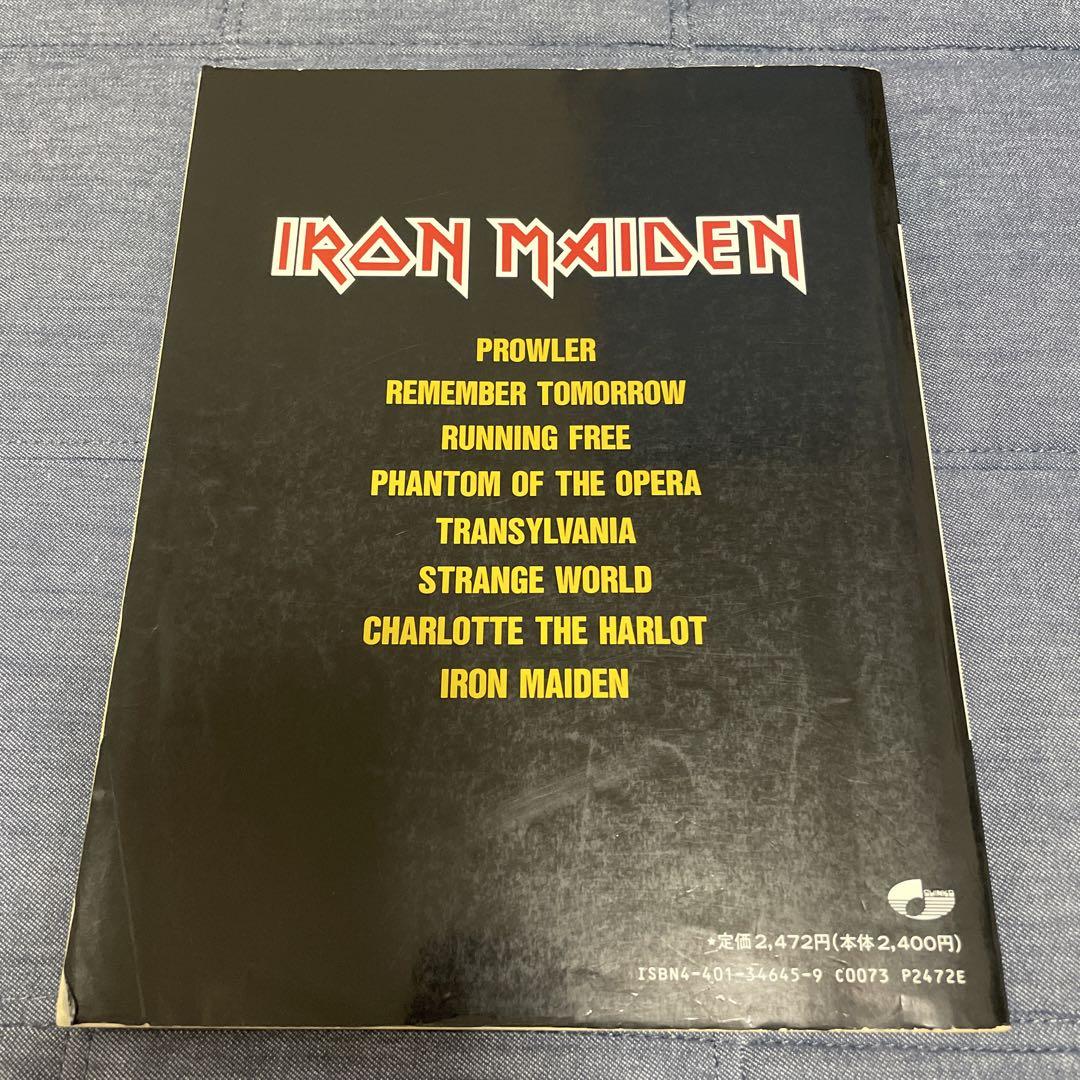 IRON MAIDEN
PROWLER
REMEMBER TOMORROW
RUNNING FREE
PHANTOM OF THE OPERA
TRANSYLVANIA
STRANGE WORLD
CHARLOTTE THE HARLOT
IRON MAIDEN
SHINKO
*定価2,472円(本体2,400円)
ISBN4-401-34645-9 C0073 P2472E